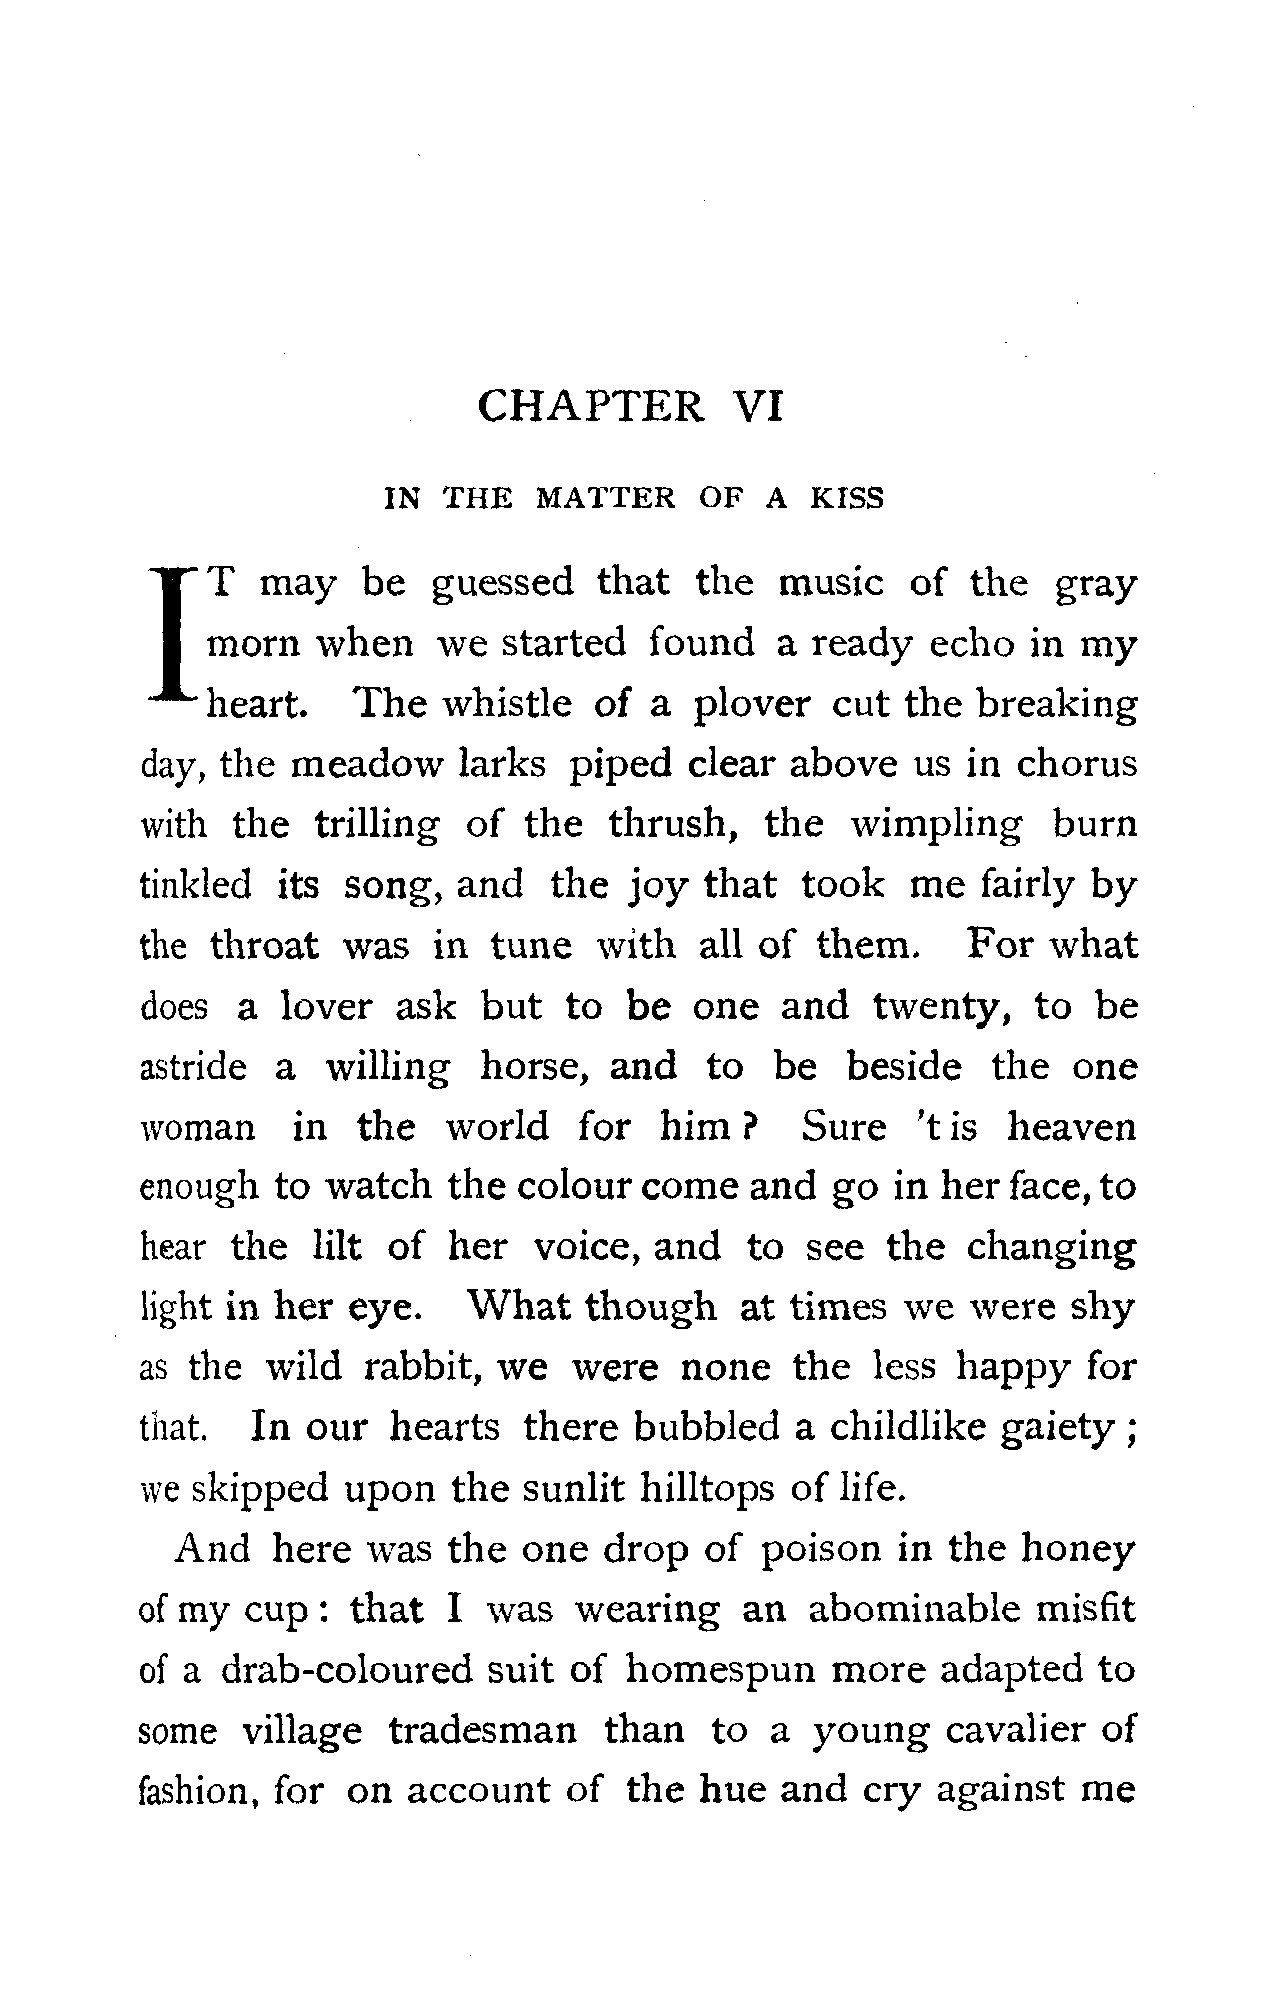 CHAPTER VI
IN THE MATTER OF A KISS
IT may be guessed that the music of the gray
morn when we started found a ready echo in my
heart. The whistle of a plover cut the breaking
day, the meadow larks piped clear above us in chorus
with the trilling of the thrush, the wimpling burn
tinkled its song, and the joy that took me fairly by
the throat was in tune with all of them. For what
does a lover ask but to be one and twenty, to be
astride a willing horse, and to be beside the one
woman in the world for him? Sure 't is heaven
enough to watch the colour come and go in her face, to
hear the lilt of her voice, and to see the changing
light in her eye. What though at times we were shy
as the wild rabbit, we were none the less happy for
that. In our hearts there bubbled a childlike gaiety;
we skipped upon the sunlit hilltops of life.
And here was the one drop of poison in the honey
of my cup: that I was wearing an abominable misfit
of a drab-coloured suit of homespun more adapted to
some village tradesman than to a young cavalier of
fashion, for on account of the hue and cry against me